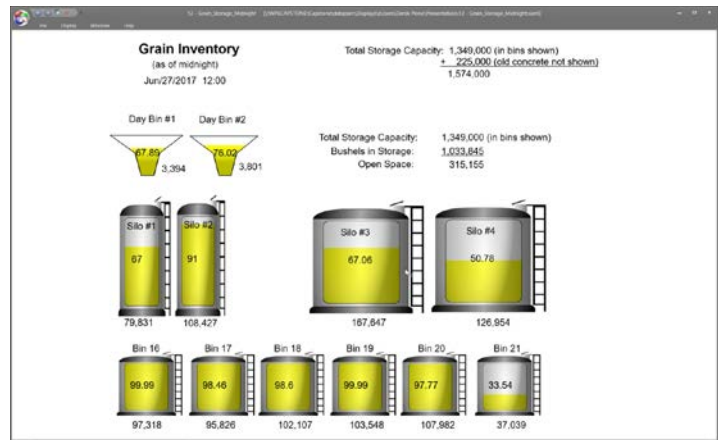 Grain Inventory
(as of midnight)
Jun/27/2017 12:00
Total Storage Capacity: 1,349,000 (in bins shown)
+ 225,000 (old concrete not shown)
1,574,000
Day Bin #1
Day Bin #2
67.89
76.02
3,394
3,801
Total Storage Capacity: 1,349,000 (in bins shown)
Bushels in Storage: 1,033,845
Open Space: 315,155
Silo #1
Silo #2
Silo #3
Silo #4
67
91
67.06
50.78
79,831
108,427
167,647
126,954
Bin 16
Bin 17
Bin 18
Bin 19
Bin 20
Bin 21
99.99
98.46
98.6
99.99
97.77
33.54
97,318
95,826
102,107
103,548
107,982
37,039